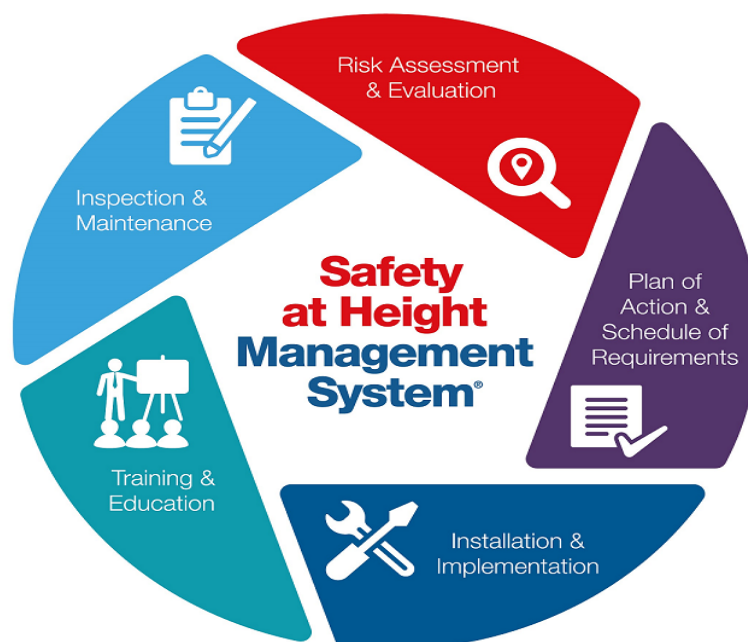 Risk Assessment
& Evaluation
Plan of
Action &
Schedule of
Requirements
Installation &
Implementation
Training &
Education
Inspection &
Maintenance
Safety
at Height
Management
System®